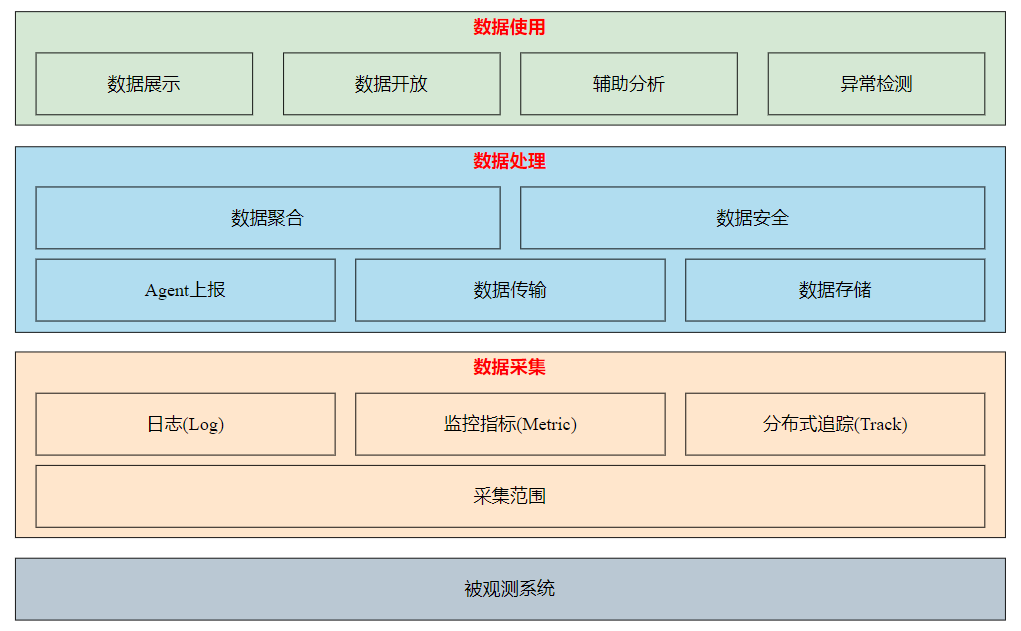 数据使用
数据展示
数据开放
辅助分析
异常检测
数据处理
数据聚合
数据安全
Agent上报
数据传输
数据存储
数据采集
日志(Log)
监控指标(Metric)
分布式追踪(Track)
采集范围
被观测系统